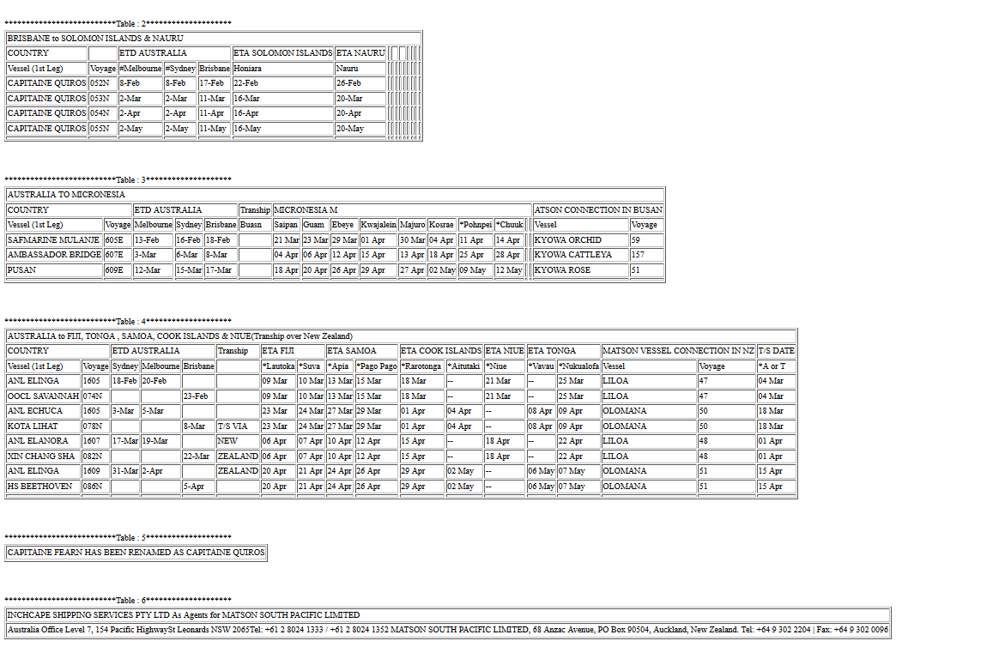 **************************Table : 2********************
BRISBANE to SOLOMON ISLANDS & NAURU
COUNTRY ETD AUSTRALIA ETA SOLOMON ISLANDS ETA NAURU
Vessel (1st Leg) Voyage #Melbourne #Sydney Brisbane Honiara Nauru
CAPITAINE QUIROS 052N 8-Feb 8-Feb 17-Feb 22-Feb 26-Feb
CAPITAINE QUIROS 053N 2-Mar 2-Mar 11-Mar 16-Mar 20-Mar
CAPITAINE QUIROS 054N 2-Apr 2-Apr 11-Apr 16-Apr 20-Apr
CAPITAINE QUIROS 055N 2-May 2-May 11-May 16-May 20-May
**************************Table : 3********************
AUSTRALIA TO MICRONESIA
COUNTRY ETD AUSTRALIA Tranship MICRONESIA M ATSON CONNECTION IN BUSAN
Vessel (1st Leg) Voyage Melbourne Sydney Brisbane Buasn Saipan Guam Ebeye Kwajalein Majuro Kosrae *Pohnpei *Chuuk Vessel Voyage
SAFMARINE MULANJE 605E 13-Feb 16-Feb 18-Feb 21 Mar 23 Mar 29 Mar 01 Apr 30 Mar 04 Apr 11 Apr 14 Apr KYOWA ORCHID 59
AMBASSADOR BRIDGE 607E 3-Mar 6-Mar 8-Mar 04 Apr 06 Apr 12 Apr 15 Apr 13 Apr 18 Apr 25 Apr 28 Apr KYOWA CATTLEYA 157
PUSAN 609E 12-Mar 15-Mar 17-Mar 18 Apr 20 Apr 26 Apr 29 Apr 27 Apr 02 May 09 May 12 May KYOWA ROSE 51
**************************Table : 4********************
AUSTRALIA to FIJI, TONGA , SAMOA, COOK ISLANDS & NIUE(Tranship over New Zealand)
COUNTRY ETD AUSTRALIA Tranship ETA FIJI ETA SAMOA ETA COOK ISLANDS ETA NIUE ETA TONGA MATSON VESSEL CONNECTION IN NZ T/S DATE
Vessel (1st Leg) Voyage Sydney Melbourne Brisbane *Lautoka *Suva *Apia *Pago Pago *Rarotonga *Aitutaki *Niue *Vavau *Nukualofa Vessel Voyage *A or T
ANL ELINGA 1605 18-Feb 20-Feb 09 Mar 10 Mar 13 Mar 15 Mar 18 Mar -- 21 Mar -- 25 Mar LILOA 47 04 Mar
OOCL SAVANNAH 074N 23-Feb 09 Mar 10 Mar 13 Mar 15 Mar 18 Mar -- 21 Mar -- 25 Mar LILOA 47 04 Mar
ANL ECHUCA 1605 3-Mar 5-Mar 23 Mar 24 Mar 27 Mar 29 Mar 01 Apr 04 Apr -- 08 Apr 09 Apr OLOMANA 50 18 Mar
KOTA LIHAT 078N 8-Mar T/S VIA 23 Mar 24 Mar 27 Mar 29 Mar 01 Apr 04 Apr -- 08 Apr 09 Apr OLOMANA 50 18 Mar
ANL ELANORA 1607 17-Mar 19-Mar NEW 06 Apr 07 Apr 10 Apr 12 Apr 15 Apr -- 18 Apr -- 22 Apr LILOA 48 01 Apr
XIN CHANG SHA 082N 22-Mar ZEALAND 06 Apr 07 Apr 10 Apr 12 Apr 15 Apr -- 18 Apr -- 22 Apr LILOA 48 01 Apr
ANL ELINGA 1609 31-Mar 2-Apr ZEALAND 20 Apr 21 Apr 24 Apr 26 Apr 29 Apr 02 May -- 06 May 07 May OLOMANA 51 15 Apr
HS BEETHOVEN 086N 5-Apr 20 Apr 21 Apr 24 Apr 26 Apr 29 Apr 02 May -- 06 May 07 May OLOMANA 51 15 Apr
**************************Table : 5********************
CAPITAINE FEARN HAS BEEN RENAMED AS CAPITAINE QUIROS
**************************Table : 6********************
INCHCAPE SHIPPING SERVICES PTY LTD As Agents for MATSON SOUTH PACIFIC LIMITED
Australia Office Level 7, 154 Pacific HighwaySt Leonards NSW 2065Tel: +61 2 8024 1333 / +61 2 8024 1352 MATSON SOUTH PACIFIC LIMITED, 68 Anzac Avenue, PO Box 90504, Auckland, New Zealand. Tel: +64 9 302 2204 | Fax: +64 9 302 0096